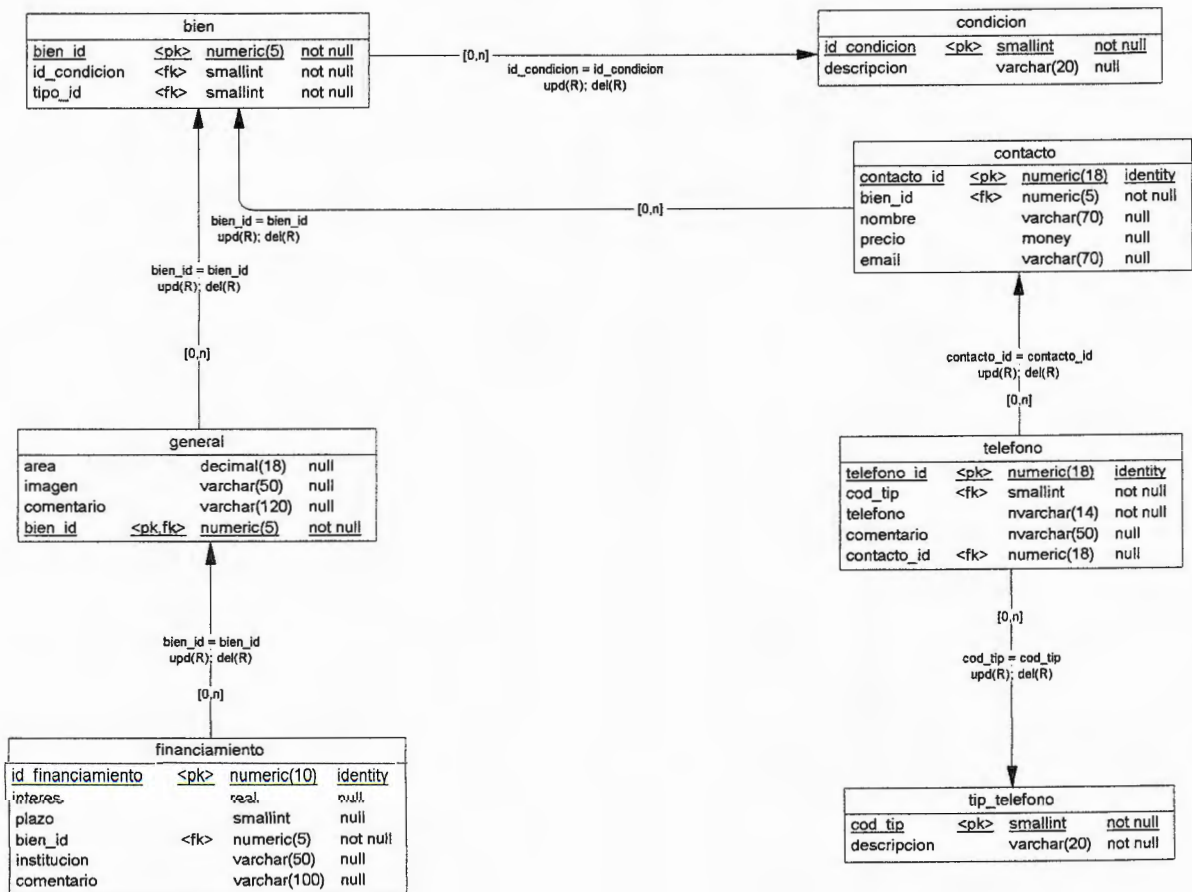 bien
bien_id <pk> numeric(5) not null
id_condicion <fk> smallint not null
tipo_id <fk> smallint not null
[0,n]
id_condicion = id_condicion
upd(R); del(R)
condicion
id_condicion <pk> smallint not null
descripcion varchar(20) null
contacto
contacto_id <pk> numeric(18) identity
bien_id <fk> numeric(5) not null
nombre varchar(70) null
precio money null
email varchar(70) null
[0,n]
bien_id = bien_id
upd(R); del(R)
bien_id = bien_id
upd(R); del(R)
[0,n]
contacto_id = contacto_id
upd(R); del(R)
[0,n]
general
area decimal(18) null
imagen varchar(50) null
comentario varchar(120) null
bien_id <pk,fk> numeric(5) not null
telefono
telefono_id <pk> numeric(18) identity
cod_tip <fk> smallint not null
telefono nvarchar(14) not null
comentario nvarchar(50) null
contacto_id <fk> numeric(18) null
bien_id = bien_id
upd(R); del(R)
[0,n]
[0,n]
cod_tip = cod_tip
upd(R); del(R)
financiamiento
id_financiamiento <pk> numeric(10) identity
interes real null
plazo smallint null
bien_id <fk> numeric(5) not null
institucion varchar(50) null
comentario varchar(100) null
tip_telefono
cod_tip <pk> smallint not null
descripcion varchar(20) not null